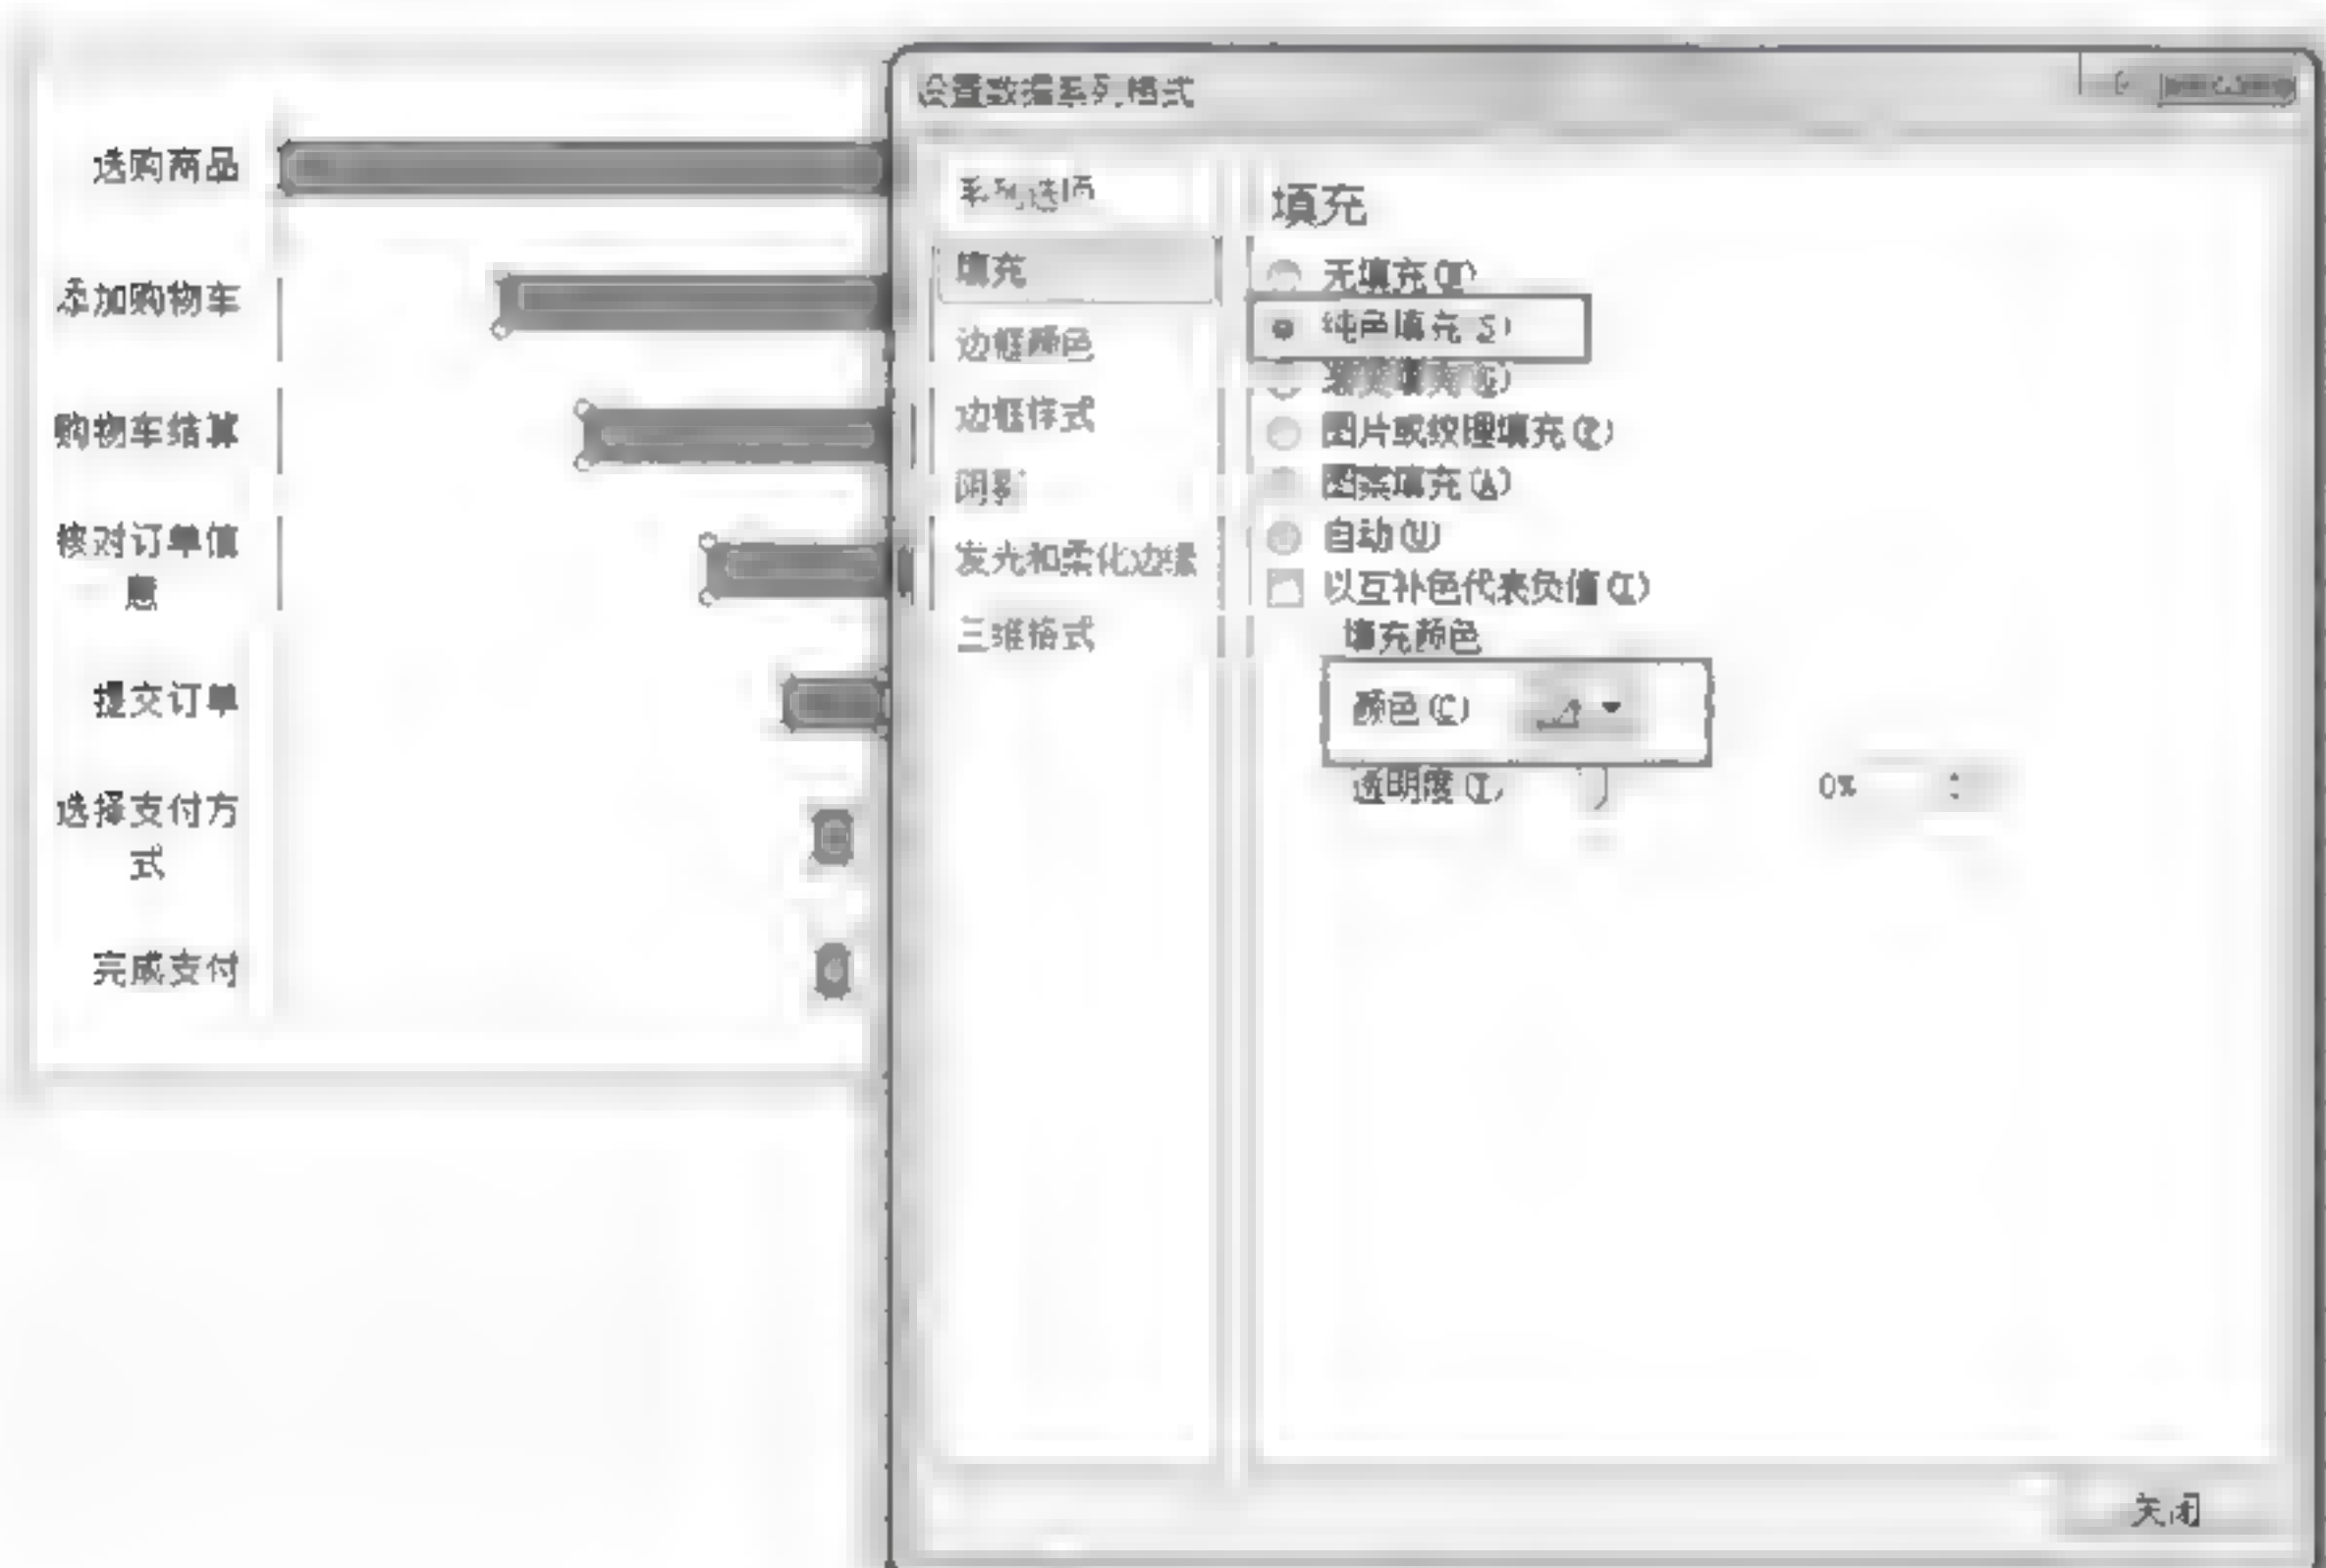 选购商品
添加购物车
购物车结算
核对订单信
息
提交订单
选择支付方
式
完成支付
设置数据系列格式
系列选项
填充
边框颜色
边框样式
阴影
发光和柔化边缘
三维格式
填充
无填充(N)
纯色填充(S)
渐变填充(G)
图片或纹理填充(P)
图案填充(A)
自动(U)
以互补色代表负值(I)
填充颜色
颜色(C)
透明度(T)
0%
关闭